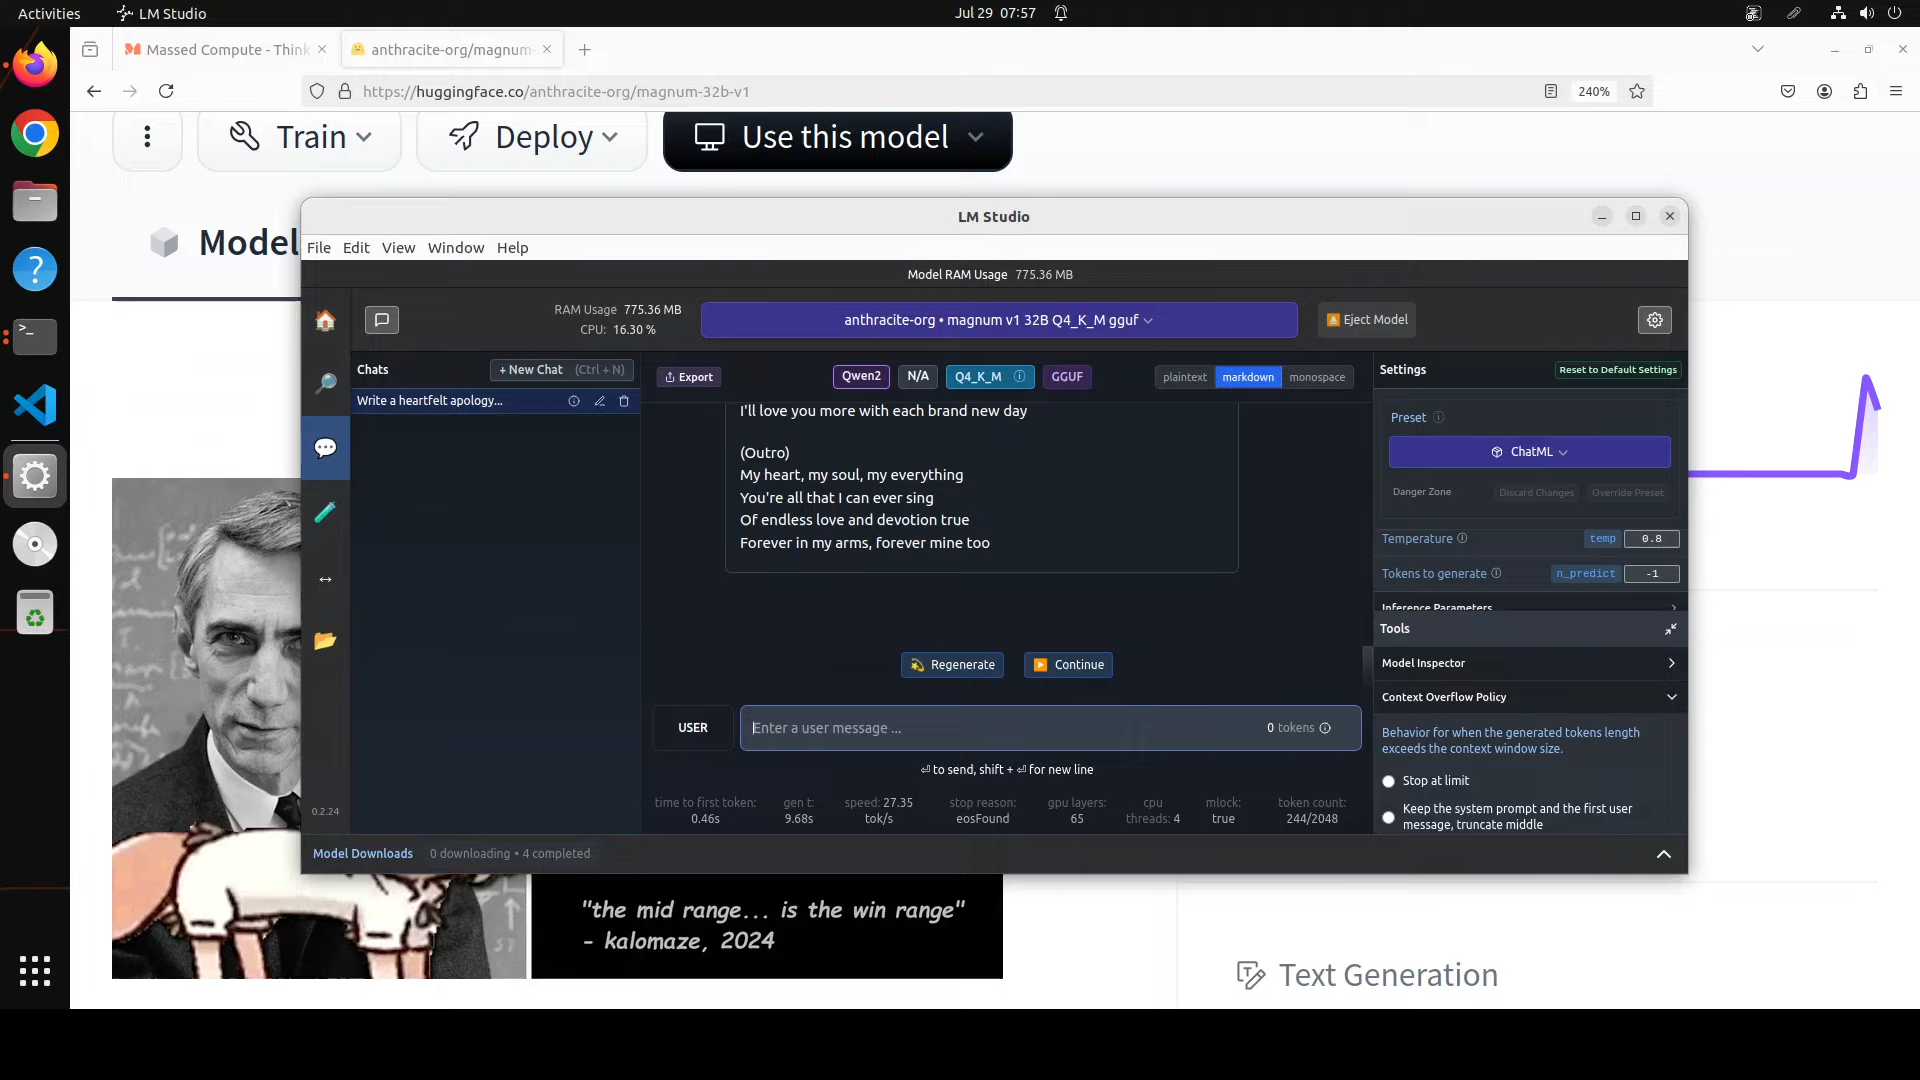 Activities
LM Studio
Jul 29 07:57
Massed Compute - Think
anthracite-org/magnum-
https://huggingface.co/anthracite-org/magnum-32b-v1
240%
Train
Deploy
Use this model
Model
LM Studio
File Edit View Window Help
Model RAM Usage 775.36 MB
RAM Usage 775.36 MB
CPU: 16.30 %
anthracite-org • magnum v1 32B Q4_K_M gguf
Eject Model
Chats
+ New Chat (Ctrl + N)
Export
Qwen2
N/A
Q4_K_M
GGUF
plaintext
markdown
monospace
Settings
Reset to Default Settings
Write a heartfelt apology...
I'll love you more with each brand new day
(Outro)
My heart, my soul, my everything
You're all that I can ever sing
Of endless love and devotion true
Forever in my arms, forever mine too
Preset
ChatML
Danger Zone
Discard Changes
Override Preset
Temperature
temp
0.8
Tokens to generate
n_predict
-1
Inference Parameters
Tools
Regenerate
Continue
Model Inspector
Context Overflow Policy
USER
Enter a user message ...
0 tokens
Behavior for when the generated tokens length
exceeds the context window size.
⏎ to send, shift + ⏎ for new line
Stop at limit
Keep the system prompt and the first user
message, truncate middle
time to first token:
0.46s
gen t:
9.68s
speed: 27.35
tok/s
stop reason:
eosFound
gpu layers:
65
cpu
threads: 4
mlock:
true
token count:
244/2048
0.2.24
Model Downloads 0 downloading • 4 completed
"the mid range... is the win range"
- kalomaze, 2024
Text Generation